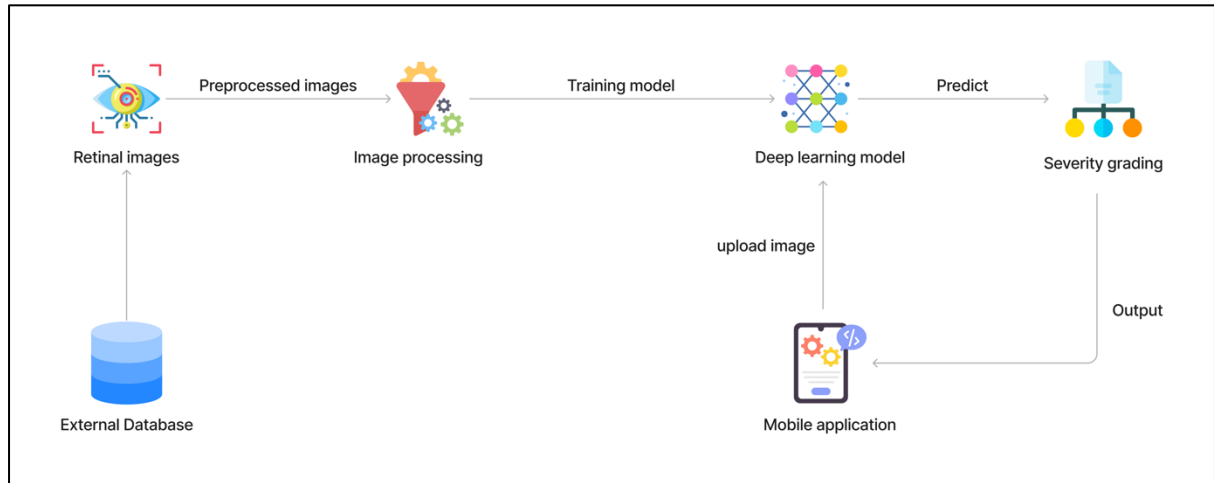 Preprocessed images
Training model
Predict
Retinal images
Image processing
Deep learning model
Severity grading
upload image
Output
</>
External Database
Mobile application